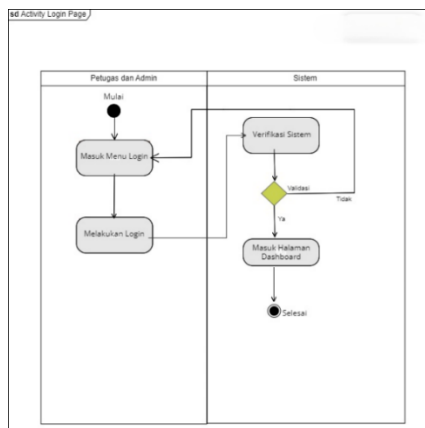 sd Activity Login Page
Petugas dan Admin
Sistem
Mulai
Masuk Menu Login
Verifikasi Sistem
Validasi
Tidak
Ya
Melakukan Login
Masuk Halaman
Dashboard
Selesai